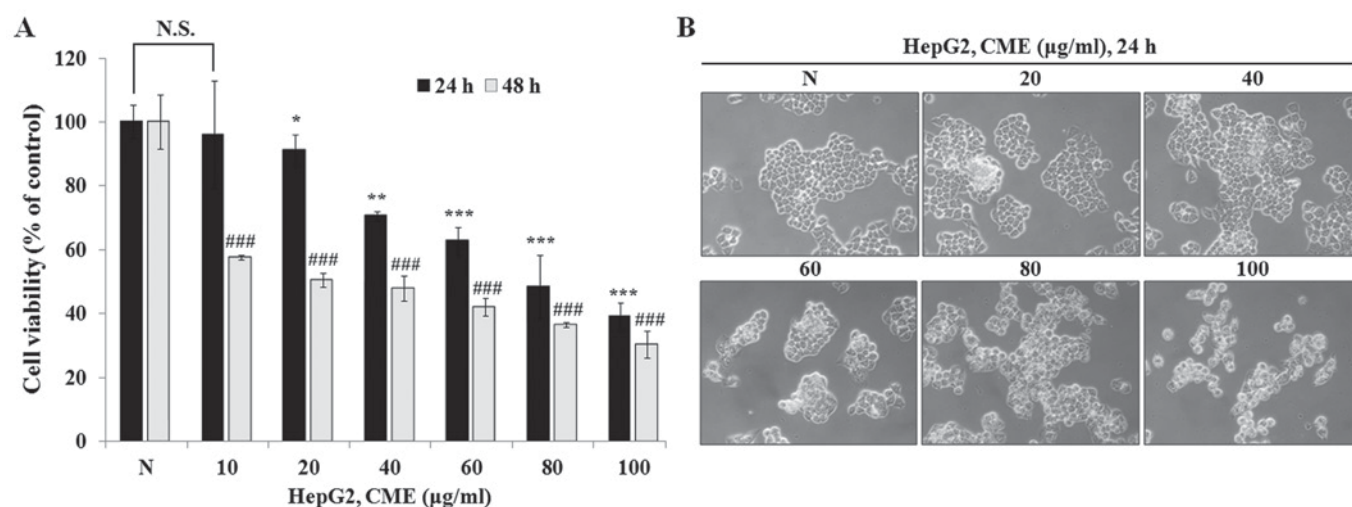 A
N.S.
120
100
80
60
40
20
0
Cell viability (% of control)
24 h
48 h
*
**
***
***
***
###
###
###
###
###
###
N
10
20
40
60
80
100
HepG2, CME (μg/ml)
B
HepG2, CME (μg/ml), 24 h
N 20 40
60 80 100